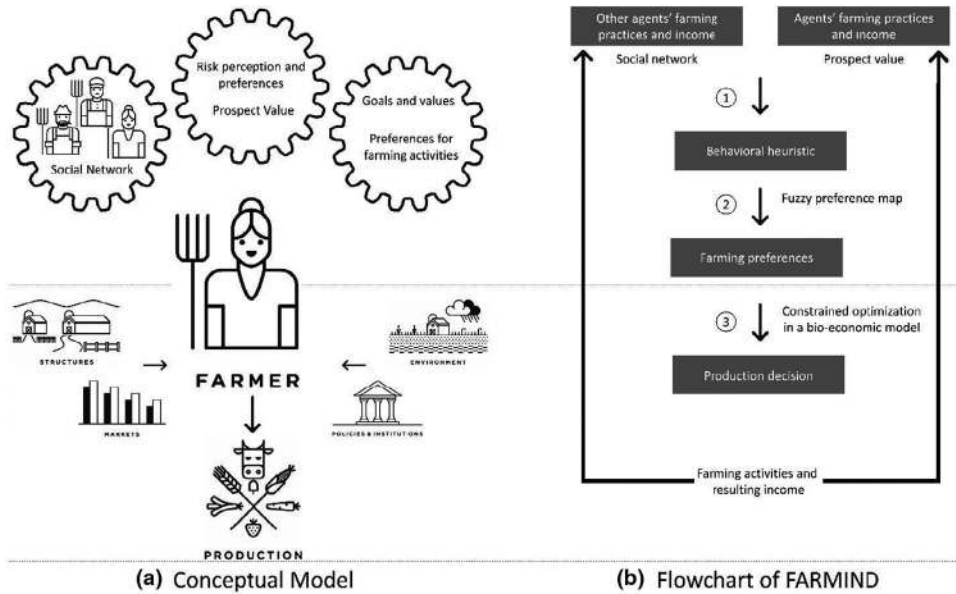 Risk perception and
preferences
Prospect Value
Social Network
Goals and values
Preferences for
farming activities
STRUCTURES
MARKETS
FARMER
ENVIRONMENT
POLICIES & INSTITUTIONS
PRODUCTION
(a) Conceptual Model
Other agents' farming
practices and income
Agents' farming practices
and income
Social network
Prospect value
1
Behavioral heuristic
2
Fuzzy preference map
Farming preferences
3
Constrained optimization
in a bio-economic model
Production decision
Farming activities and
resulting income
(b) Flowchart of FARMIND